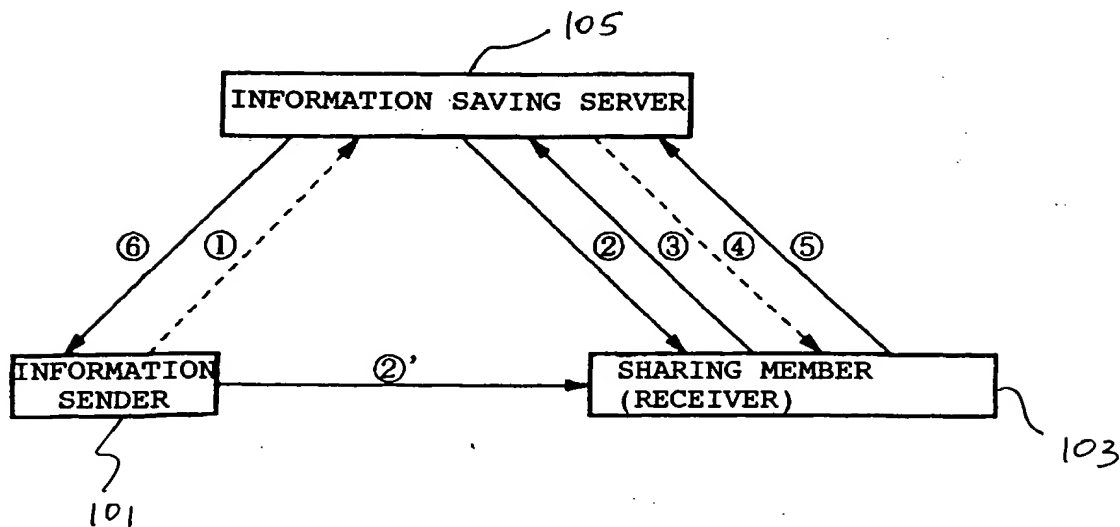 105
INFORMATION SAVING SERVER
⑥ ① ② ③ ④ ⑤
INFORMATION
SENDER
②'
SHARING MEMBER
(RECEIVER)
101
103